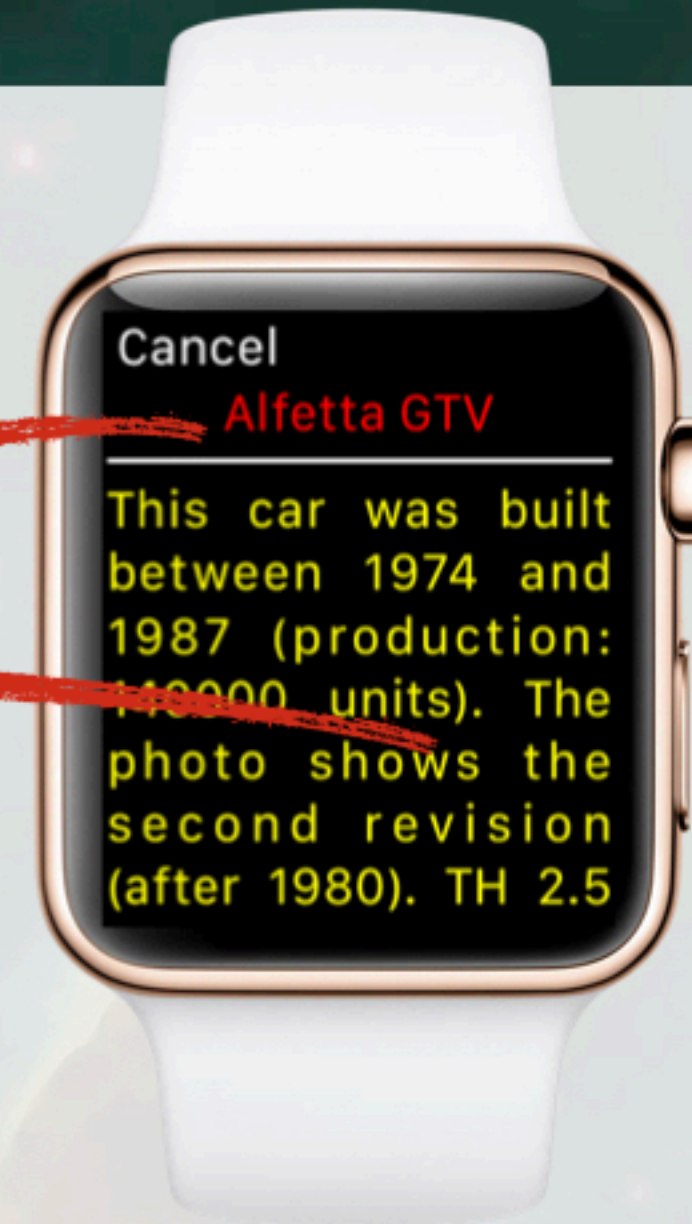 Cancel
Alfetta GTV
This car was built
between 1974 and
1987 (production:
units). The
photo shows the
second revision
(after 1980). TH 2.5